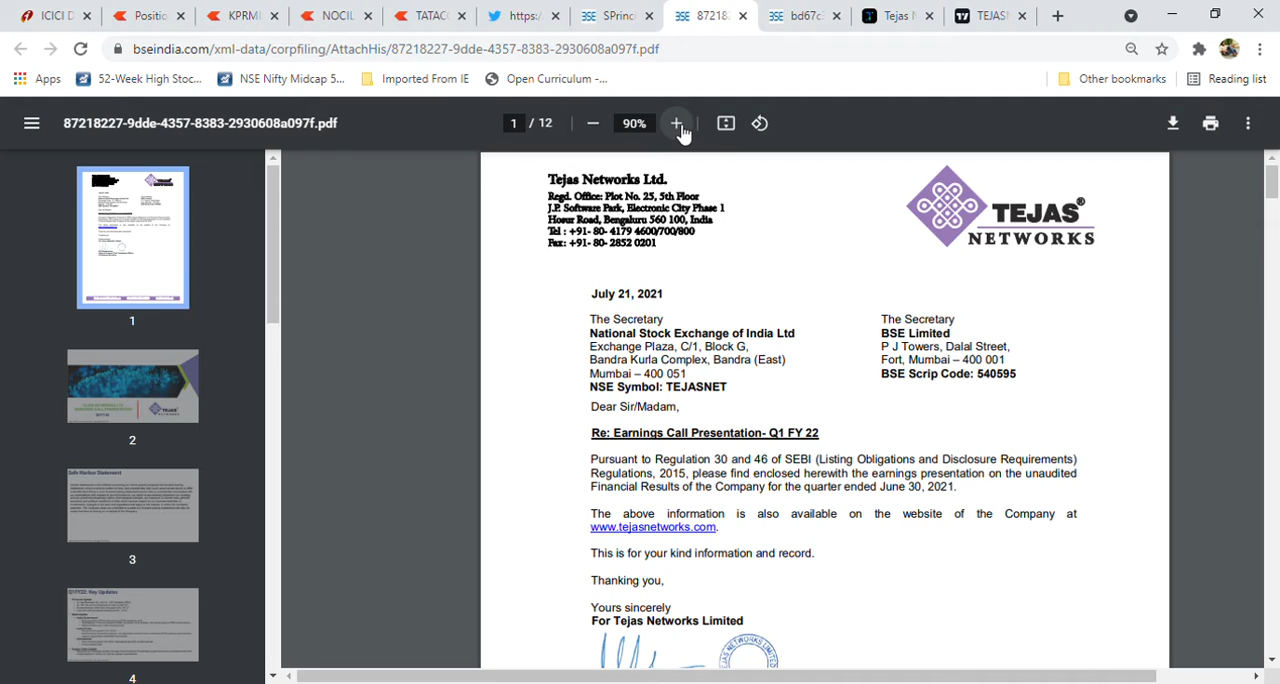 ICICI D
Positio
KPRMI
NOCIL
TATACO
https:/
SPrinc
87218
bd67c
Tejas N
TEJAS
bseindia.com/xml-data/corpfiling/AttachHis/87218227-9dde-4357-8383-2930608a097f.pdf
Apps
52-Week High Stoc...
NSE Nifty Midcap 5...
Imported From IE
Open Curriculum -...
Other bookmarks
Reading list
87218227-9dde-4357-8383-2930608a097f.pdf
1 / 12
90%
Tejas Networks Ltd.
Regd. Office: Plot No. 25, 5th Floor
J.P. Software Park, Electronic City Phase 1
Hosur Road, Bengaluru 560 100, India
Tel : +91- 80- 4179 4600/700/800
Fax: +91- 80- 2852 0201
TEJAS®
NETWORKS
July 21, 2021
The Secretary
National Stock Exchange of India Ltd
Exchange Plaza, C/1, Block G,
Bandra Kurla Complex, Bandra (East)
Mumbai – 400 051
NSE Symbol: TEJASNET
The Secretary
BSE Limited
P J Towers, Dalal Street,
Fort, Mumbai – 400 001
BSE Scrip Code: 540595
Dear Sir/Madam,
Re: Earnings Call Presentation- Q1 FY 22
Pursuant to Regulation 30 and 46 of SEBI (Listing Obligations and Disclosure Requirements)
Regulations, 2015, please find enclosed herewith the earnings presentation on the unaudited
Financial Results of the Company for the quarter ended June 30, 2021.
The above information is also available on the website of the Company at
www.tejasnetworks.com.
This is for your kind information and record.
Thanking you,
Yours sincerely
For Tejas Networks Limited
1
2
Safe Harbor Statement
3
Q1FY22: Key Updates
4